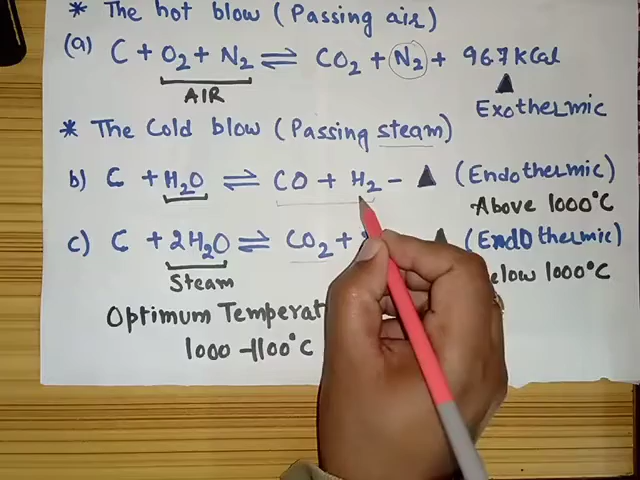 * The hot blow (Passing air)
(a) C + O₂ + N₂ ⇌ CO₂ + N₂ + 96.7 KCal
AIR
Exothermic
* The Cold blow (Passing steam)
b) C + H₂O ⇌ CO + H₂ - ▲ (Endothermic)
Above 1000°C
c) C + 2H₂O ⇌ CO₂ + ▲ (EndOthermic)
Steam
elow 1000°C
Optimum Temperat
1000 - 1100°C